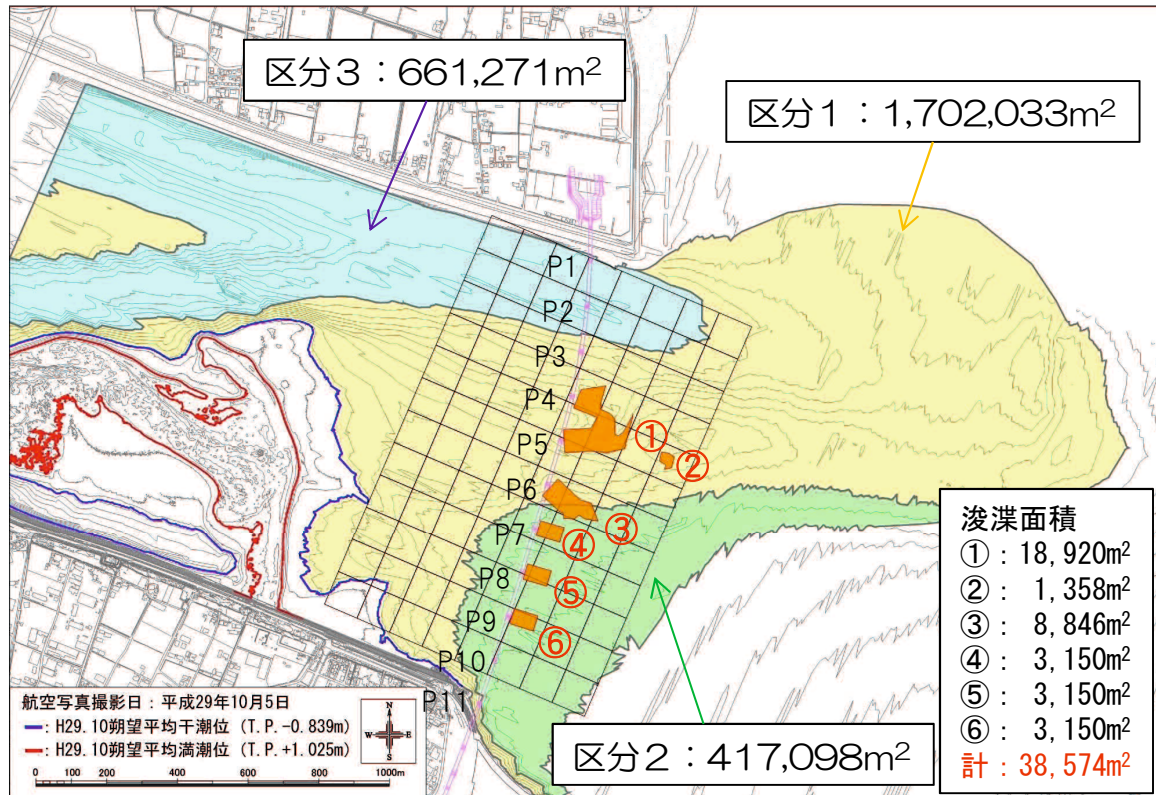 区分3：661,271m²
区分1：1,702,033m²
P1
P2
P3
P4
P5
①
②
P6
③
P7
④
P8
⑤
P9
⑥
P10
P11
浚渫面積
①：18,920m²
②： 1,358m²
③： 8,846m²
④： 3,150m²
⑤： 3,150m²
⑥： 3,150m²
計：38,574m²
区分2：417,098m²
航空写真撮影日：平成29年10月5日
：H29.10朔望平均干潮位（T.P.-0.839m）
：H29.10朔望平均満潮位（T.P.+1.025m）
N
W E
S
0 200 400 600 800 1000m